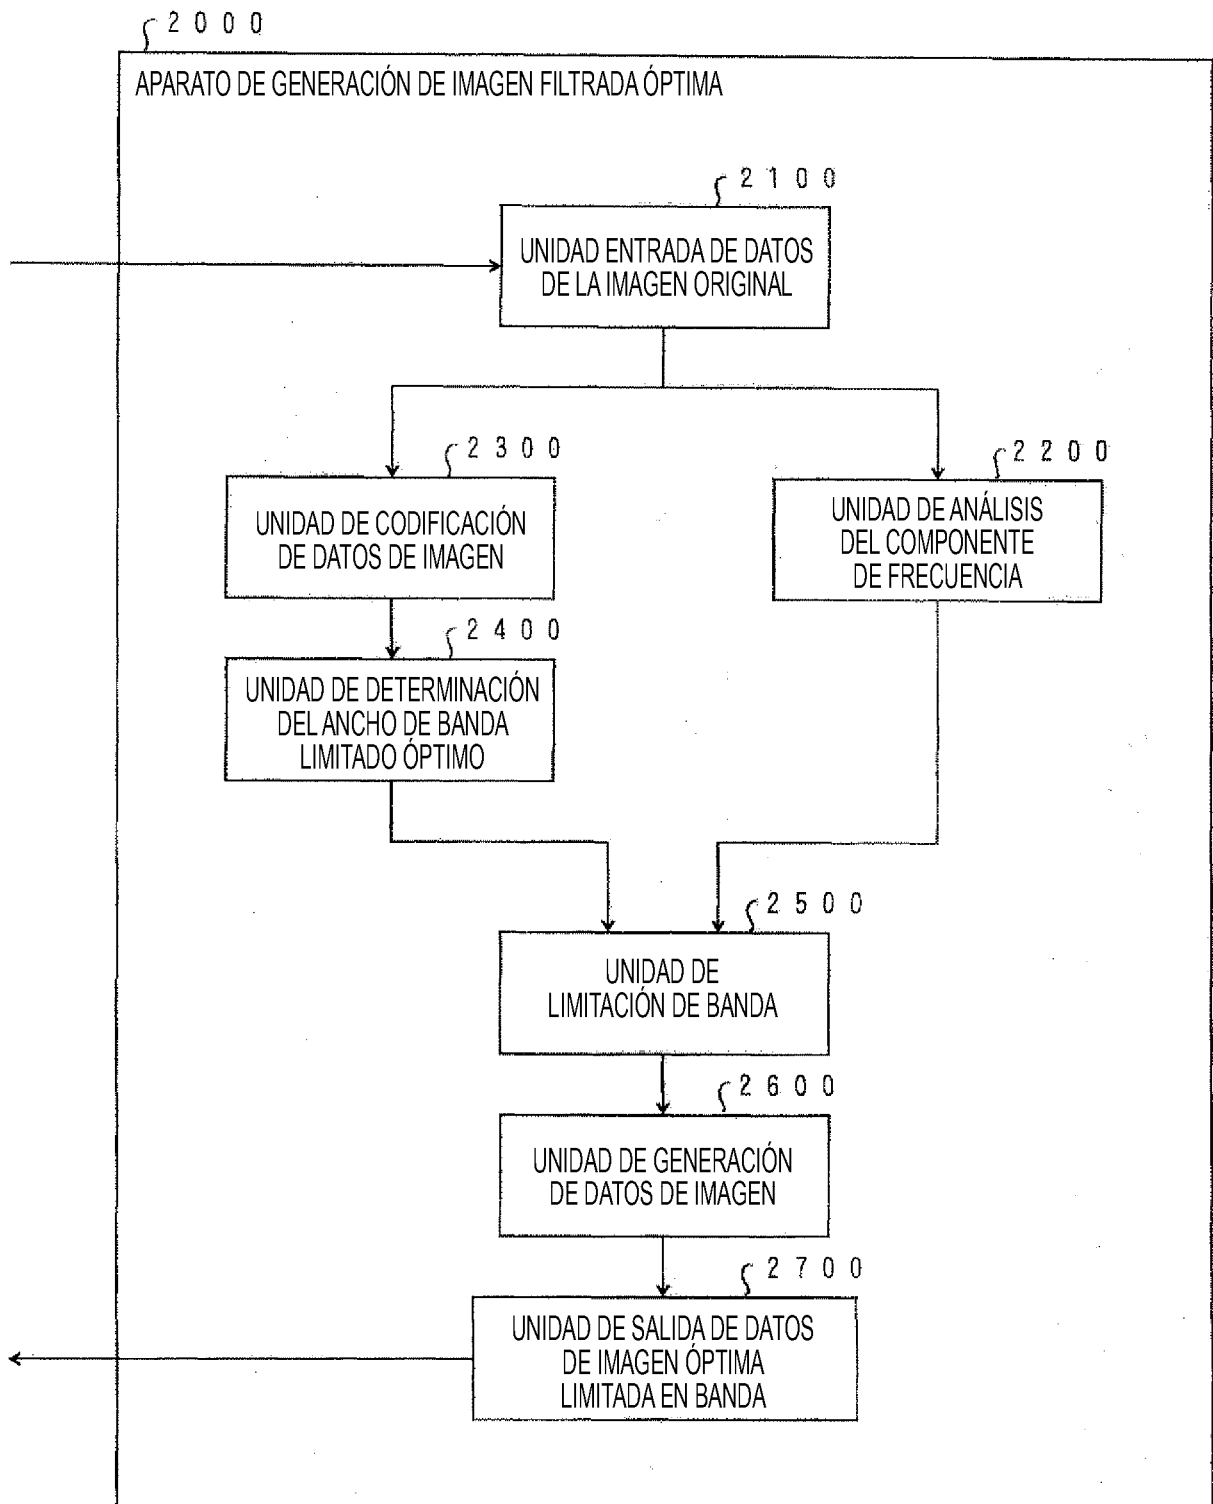 2000
APARATO DE GENERACIÓN DE IMAGEN FILTRADA ÓPTIMA
2100
UNIDAD ENTRADA DE DATOS
DE LA IMAGEN ORIGINAL
2300
UNIDAD DE CODIFICACIÓN
DE DATOS DE IMAGEN
2200
UNIDAD DE ANÁLISIS
DEL COMPONENTE
DE FRECUENCIA
2400
UNIDAD DE DETERMINACIÓN
DEL ANCHO DE BANDA
LIMITADO ÓPTIMO
2500
UNIDAD DE
LIMITACIÓN DE BANDA
2600
UNIDAD DE GENERACIÓN
DE DATOS DE IMAGEN
2700
UNIDAD DE SALIDA DE DATOS
DE IMAGEN ÓPTIMA
LIMITADA EN BANDA